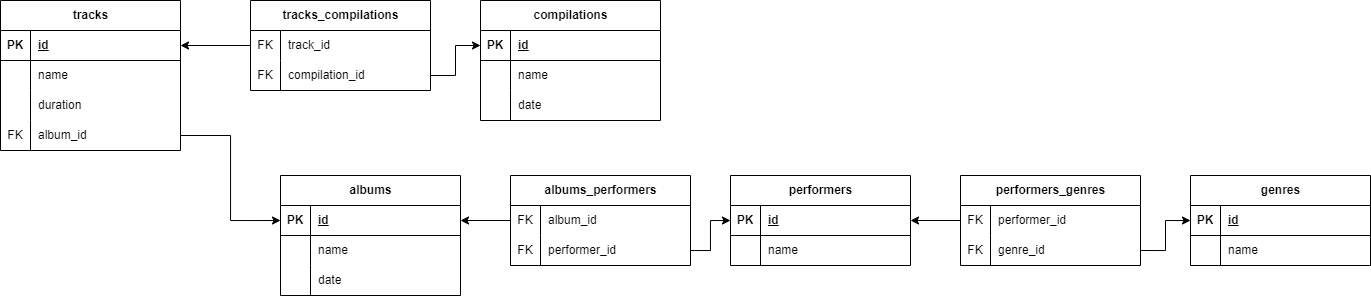 tracks
PK id
name
duration
FK album_id
tracks_compilations
FK track_id
FK compilation_id
compilations
PK id
name
date
albums
PK id
name
date
albums_performers
FK album_id
FK performer_id
performers
PK id
name
performers_genres
FK performer_id
FK genre_id
genres
PK id
name